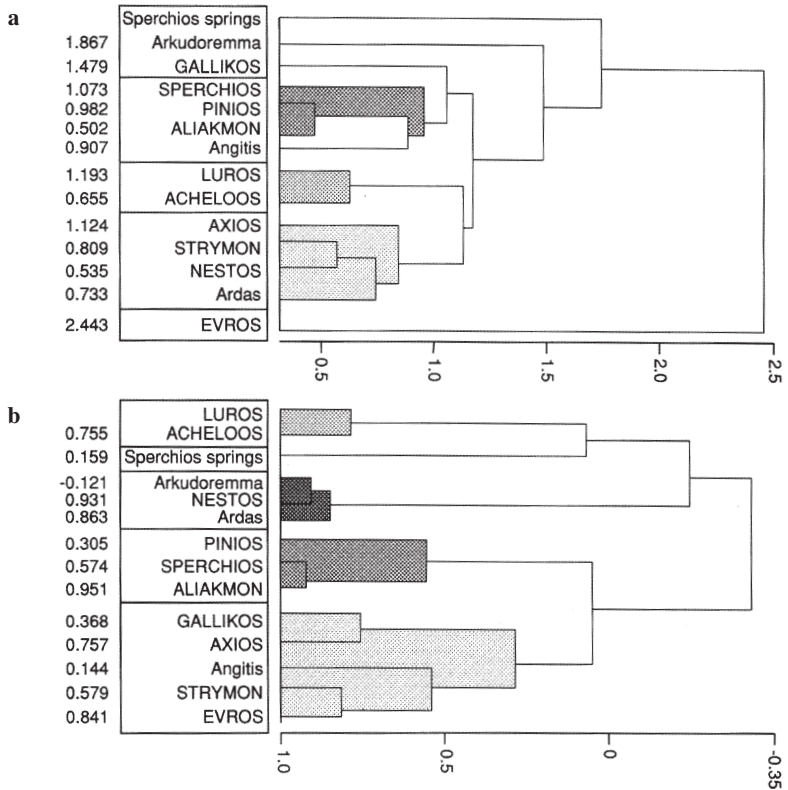 a
Sperchios springs
1.867 Arkudoremma
1.479 GALLIKOS
1.073 SPERCHIOS
0.982 PINIOS
0.502 ALIAKMON
0.907 Angitis
1.193 LUROS
0.655 ACHELOOS
1.124 AXIOS
0.809 STRYMON
0.535 NESTOS
0.733 Ardas
2.443 EVROS
0.5 1.0 1.5 2.0 2.5
b
LUROS
0.755 ACHELOOS
0.159 Sperchios springs
-0.121 Arkudoremma
0.931 NESTOS
0.863 Ardas
0.305 PINIOS
0.574 SPERCHIOS
0.951 ALIAKMON
0.368 GALLIKOS
0.757 AXIOS
0.144 Angitis
0.579 STRYMON
0.841 EVROS
1.0 0.5 0 -0.35